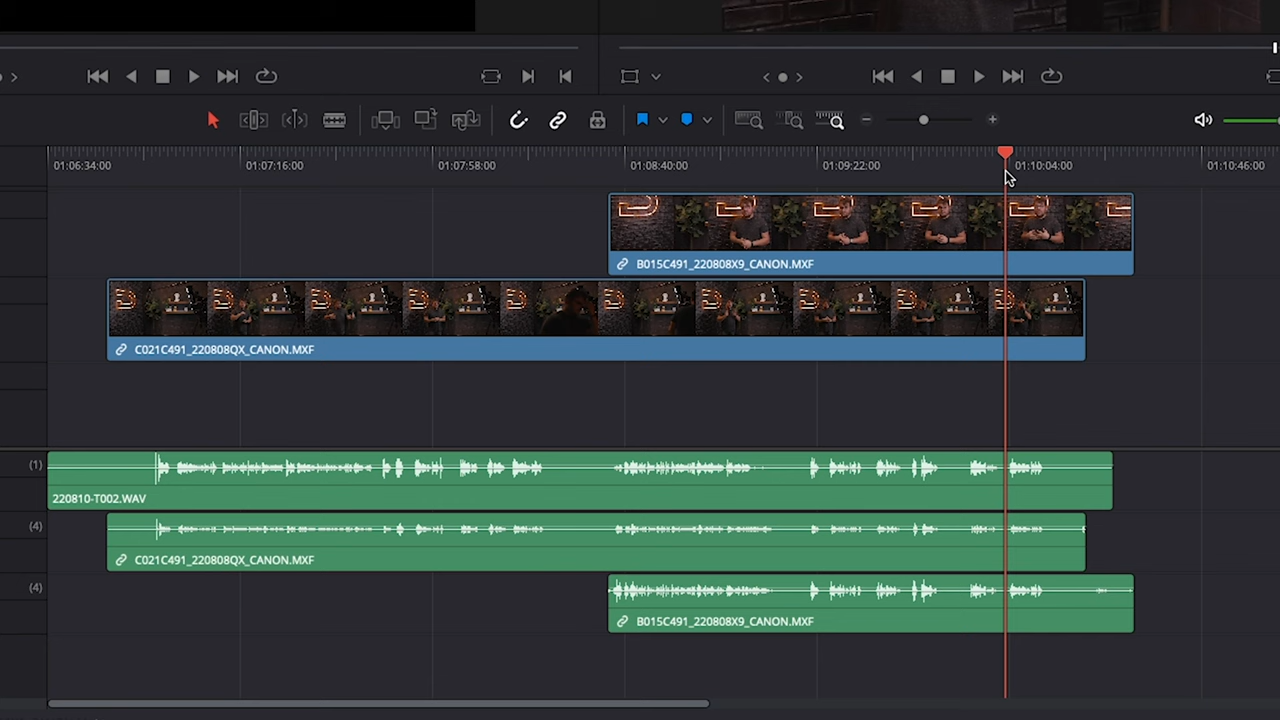 01:06:34:00 01:07:16:00 01:07:58:00 01:08:40:00 01:09:22:00 01:10:04:00 01:10:46:00
B015C491_220808X9_CANON.MXF
C021C491_220808QX_CANON.MXF
(1)
220810-T002.WAV
(4)
C021C491_220808QX_CANON.MXF
(4)
B015C491_220808X9_CANON.MXF